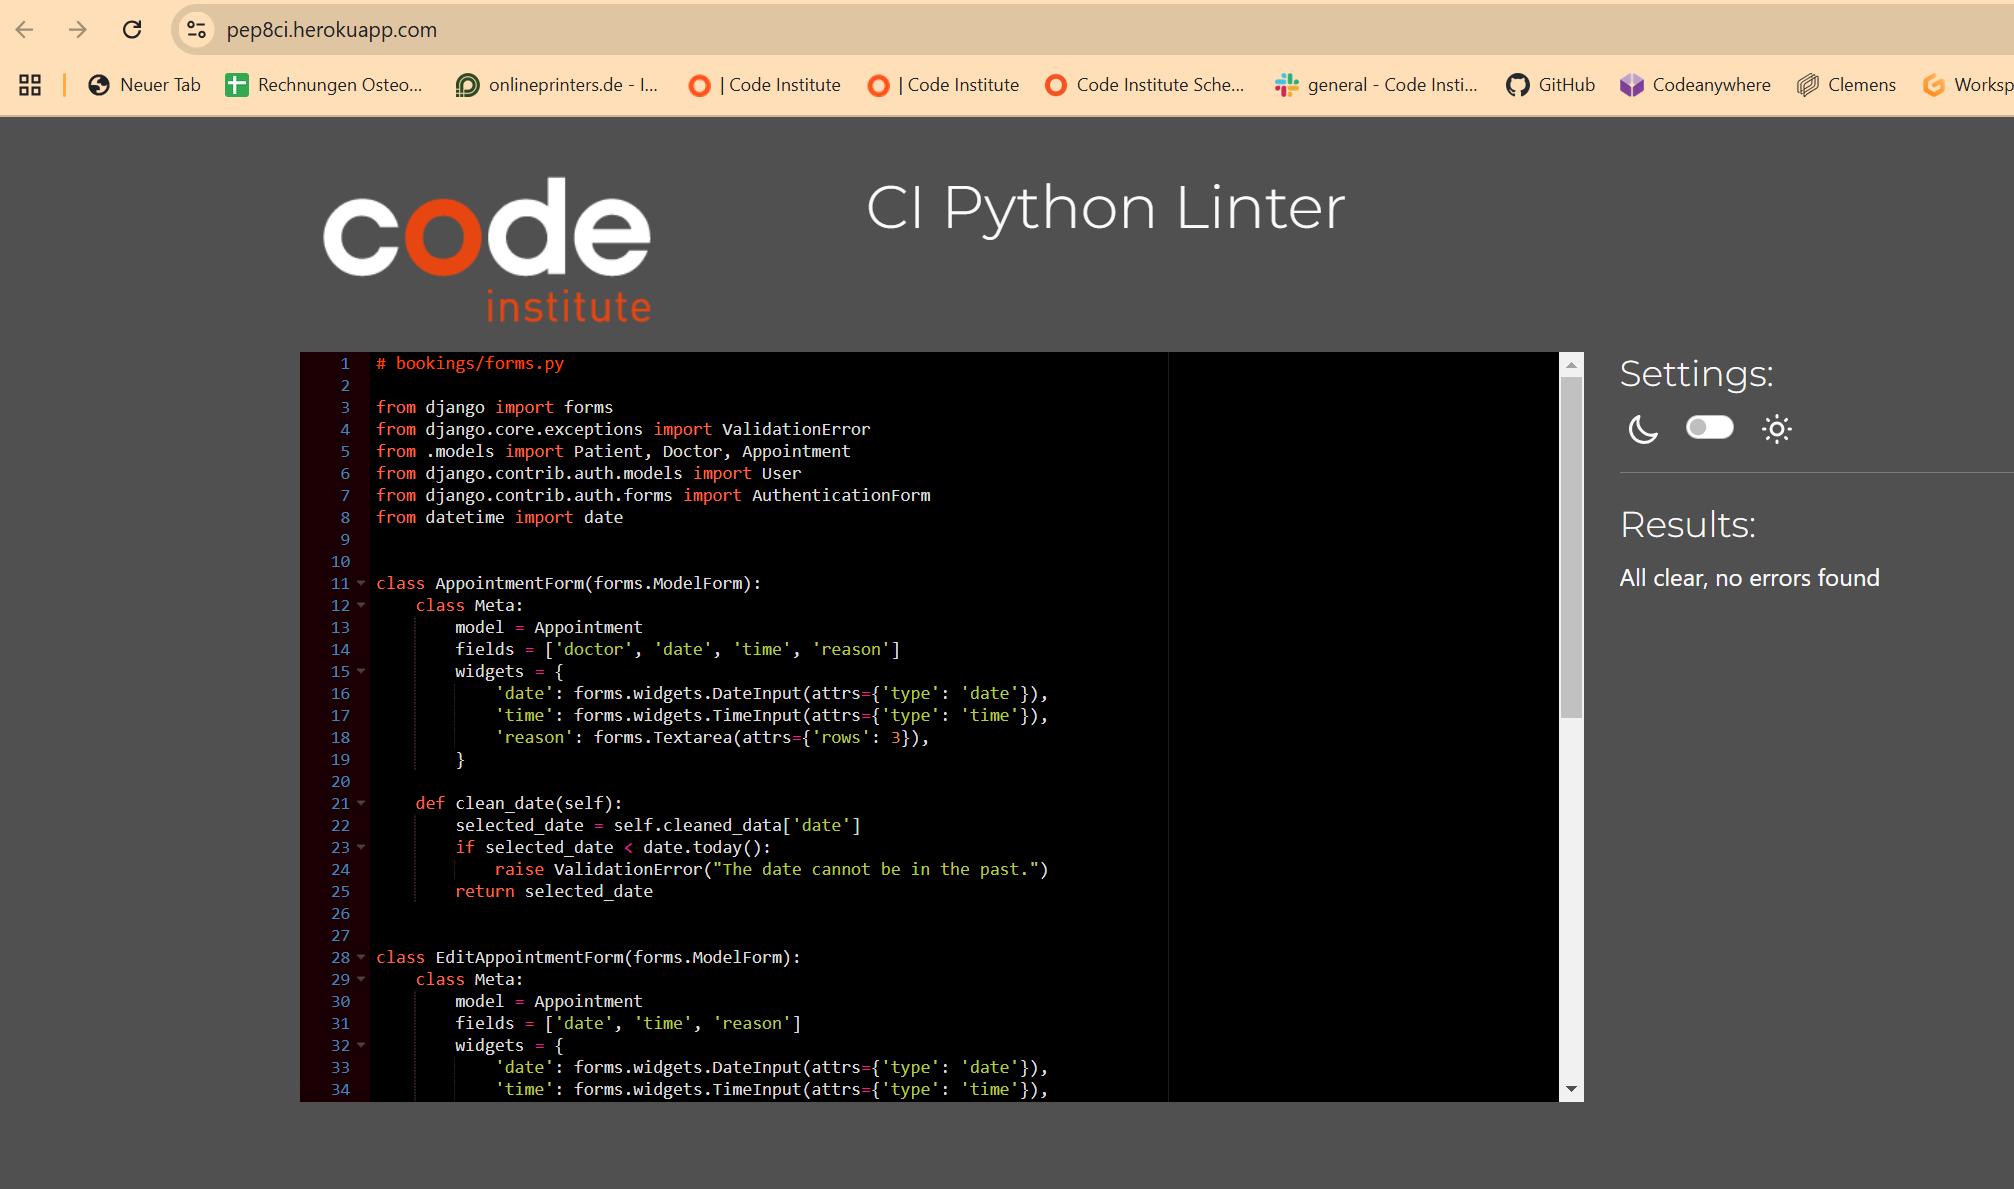 pep8ci.herokuapp.com
Neuer Tab
Rechnungen Osteo...
onlineprinters.de - I...
| Code Institute
| Code Institute
Code Institute Sche...
general - Code Insti...
GitHub
Codeanywhere
Clemens
Worksp
code
institute
CI Python Linter
1 # bookings/forms.py
2
3 from django import forms
4 from django.core.exceptions import ValidationError
5 from .models import Patient, Doctor, Appointment
6 from django.contrib.auth.models import User
7 from django.contrib.auth.forms import AuthenticationForm
8 from datetime import date
9
10
11 class AppointmentForm(forms.ModelForm):
12     class Meta:
13         model = Appointment
14         fields = ['doctor', 'date', 'time', 'reason']
15         widgets = {
16             'date': forms.widgets.DateInput(attrs={'type': 'date'}),
17             'time': forms.widgets.TimeInput(attrs={'type': 'time'}),
18             'reason': forms.Textarea(attrs={'rows': 3}),
19         }
20
21     def clean_date(self):
22         selected_date = self.cleaned_data['date']
23         if selected_date < date.today():
24             raise ValidationError("The date cannot be in the past.")
25         return selected_date
26
27
28 class EditAppointmentForm(forms.ModelForm):
29     class Meta:
30         model = Appointment
31         fields = ['date', 'time', 'reason']
32         widgets = {
33             'date': forms.widgets.DateInput(attrs={'type': 'date'}),
34             'time': forms.widgets.TimeInput(attrs={'type': 'time'}),
Settings:
Results:
All clear, no errors found